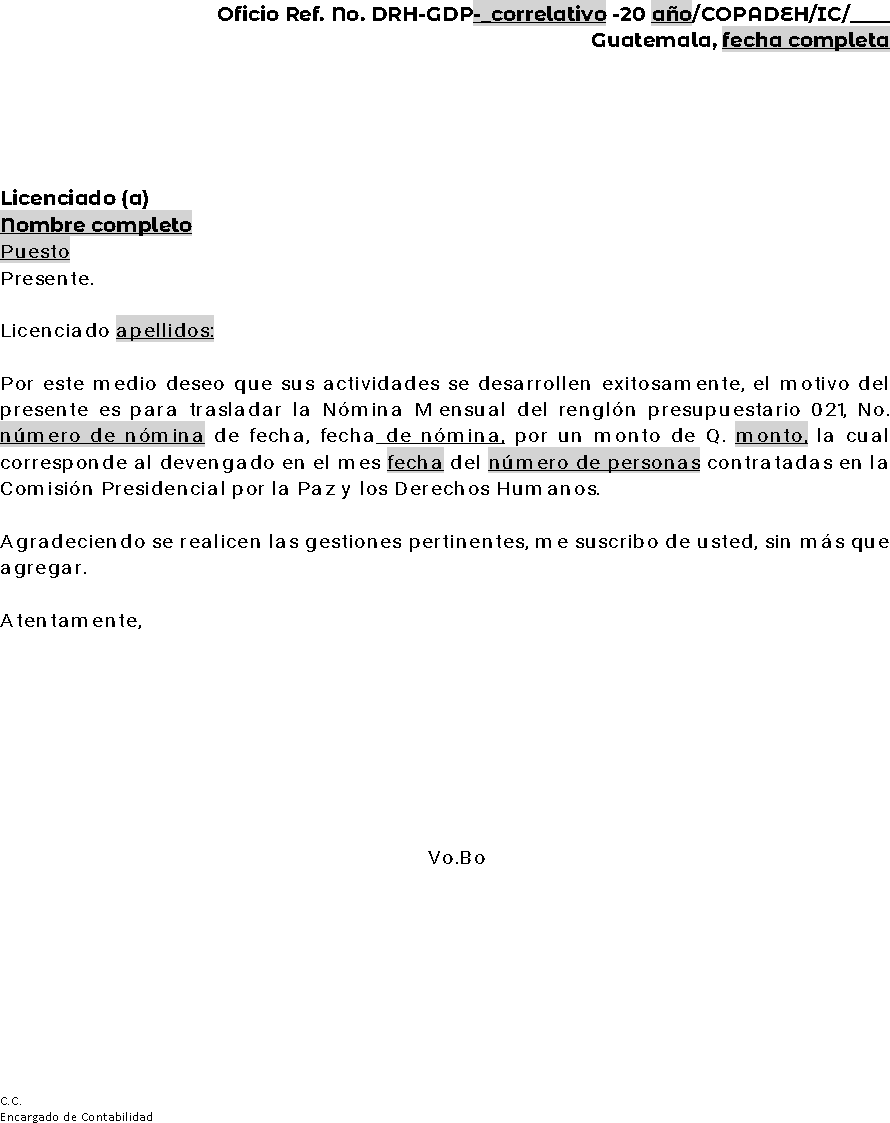 Oficio Ref. No. DRH-GDP-_correlativo -20 año/COPADEH/IC/____
Guatemala, fecha completa
Licenciado (a)
Nombre completo
Puesto
Presente.
Licenciado apellidos:
Por este medio deseo que sus actividades se desarrollen exitosamente, el motivo del
presente es para trasladar la Nómina Mensual del renglón presupuestario 021, No.
número de nómina de fecha, fecha de nómina, por un monto de Q. monto, la cual
corresponde al devengado en el mes fecha del número de personas contratadas en la
Comisión Presidencial por la Paz y los Derechos Humanos.
Agradeciendo se realicen las gestiones pertinentes, me suscribo de usted, sin más que
agregar.
Atentamente,
Vo.Bo
C.C.
Encargado de Contabilidad